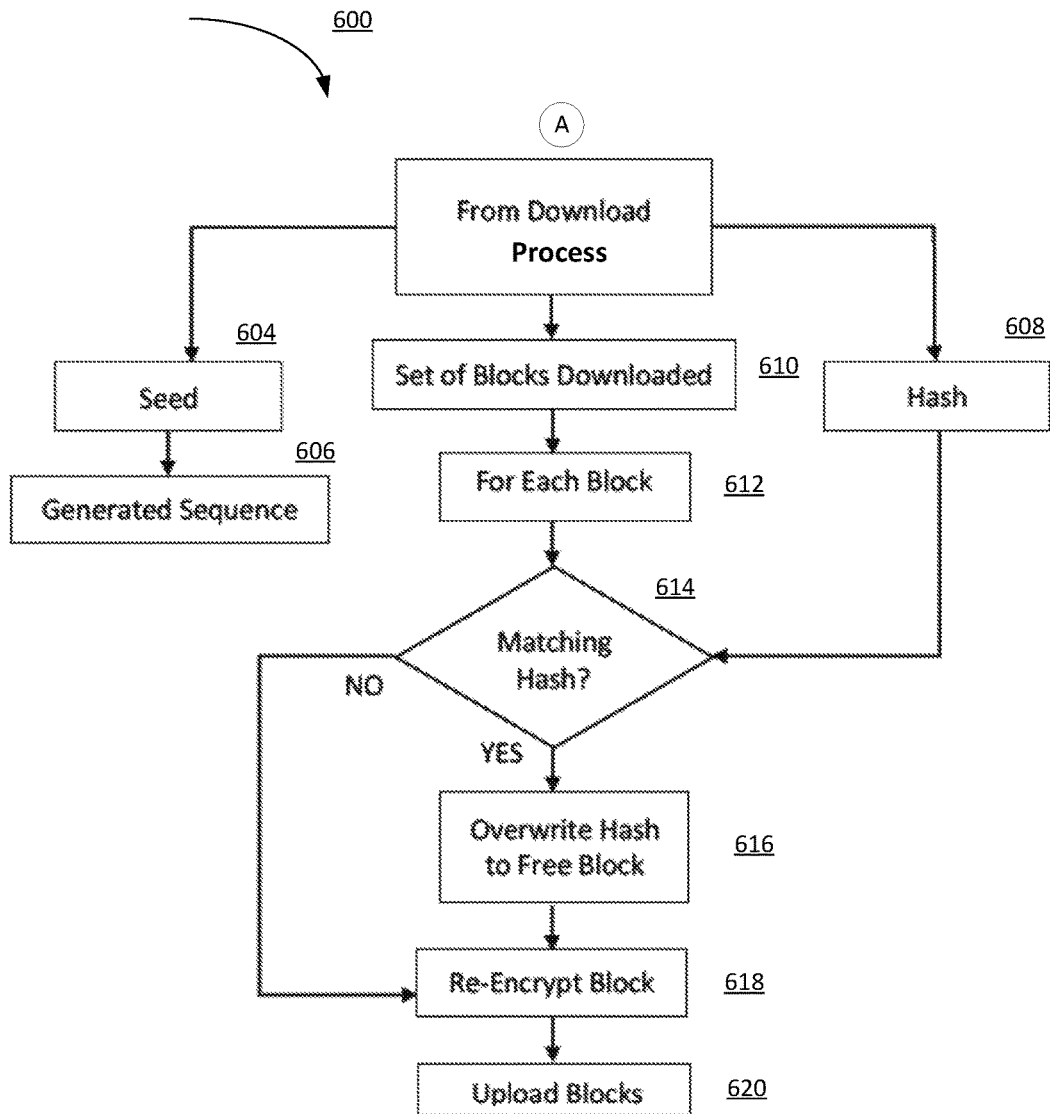 600
A
From Download
Process
604
608
Seed
Set of Blocks Downloaded
610
Hash
606
Generated Sequence
For Each Block
612
614
Matching
Hash?
NO
YES
Overwrite Hash
to Free Block
616
Re-Encrypt Block
618
Upload Blocks
620